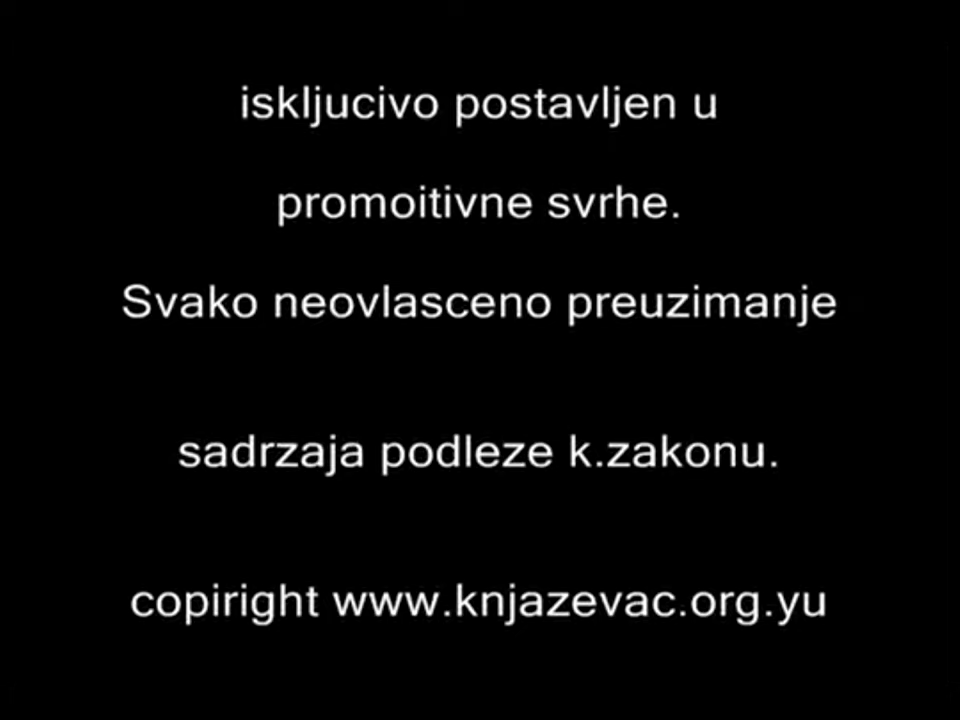 iskljucivo postavljen u
promoitivne svrhe.
Svako neovlasceno preuzimanje
sadrzaja podleze k.zakonu.
copiright www.knjazevac.org.yu